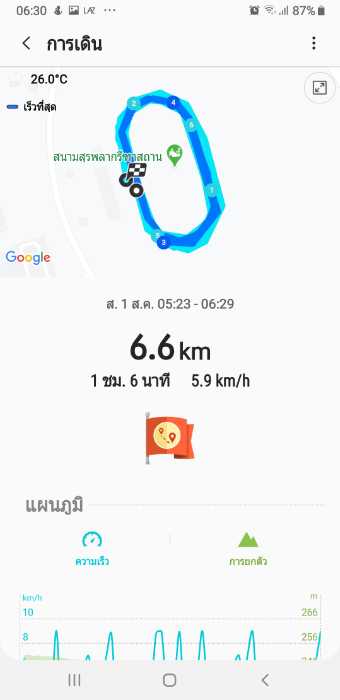 06:30 87%
การเดิน
26.0°C
เร็วที่สุด
2 4
6
สนามสุรพลากรีฑาสถาน
1
5
3
Google
ส. 1 ส.ค. 05:23 - 06:29
6.6 km
1 ชม. 6 นาที 5.9 km/h
แผนภูมิ
ความเร็ว การยกตัว
km/h m
10 266
8 256